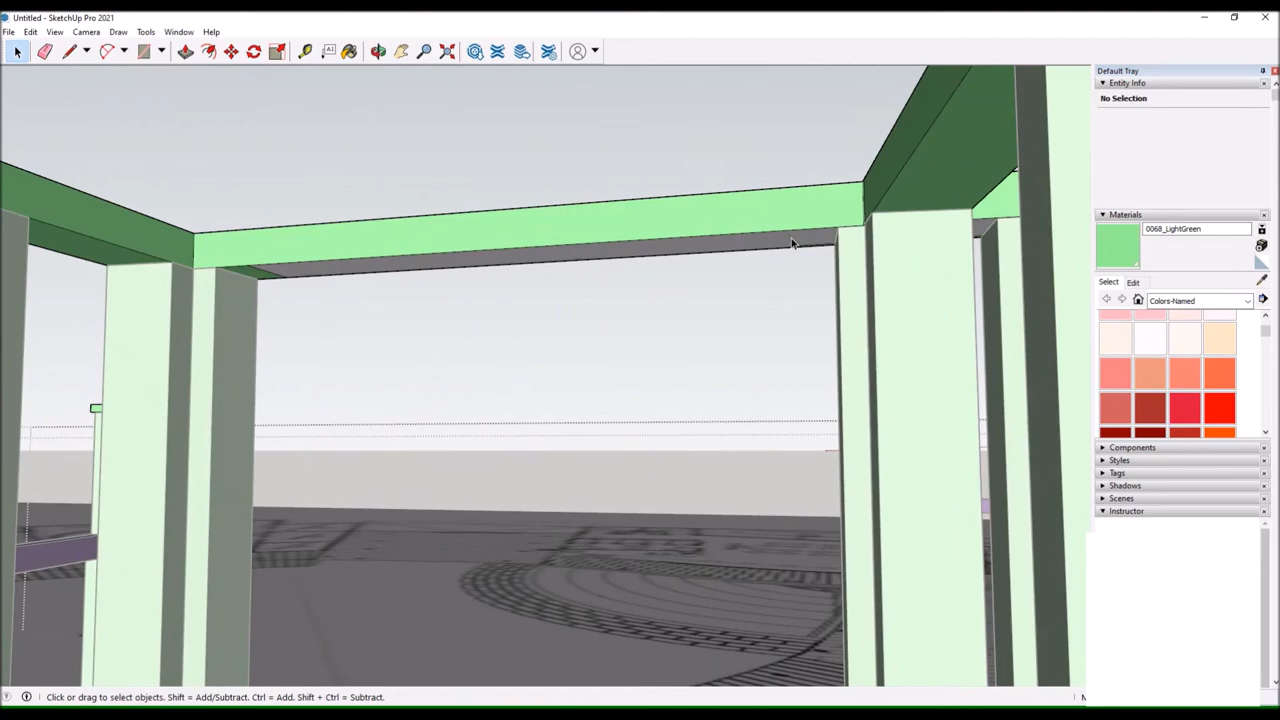 Untitled - SketchUp Pro 2021
File Edit View Camera Draw Tools Window Help
Default Tray
Entity Info
No Selection
Materials
0068_LightGreen
Select Edit
Colors-Named
Components
Styles
Tags
Shadows
Scenes
Instructor
Click or drag to select objects. Shift = Add/Subtract. Ctrl = Add. Shift + Ctrl = Subtract.